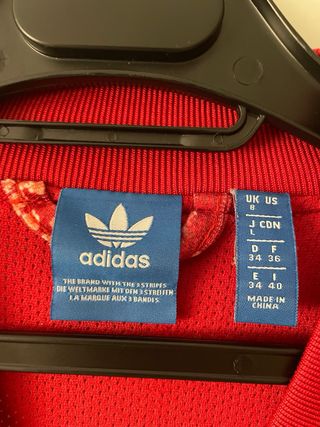 adidas
THE BRAND WITH THE 3 STRIPES
DIE WELTMARKE MIT DEN 3 STREIFEN
LA MARQUE AUX 3 BANDES
UK US
8
J CDN
L
D F
34 36
E I
34 40
MADE IN
CHINA